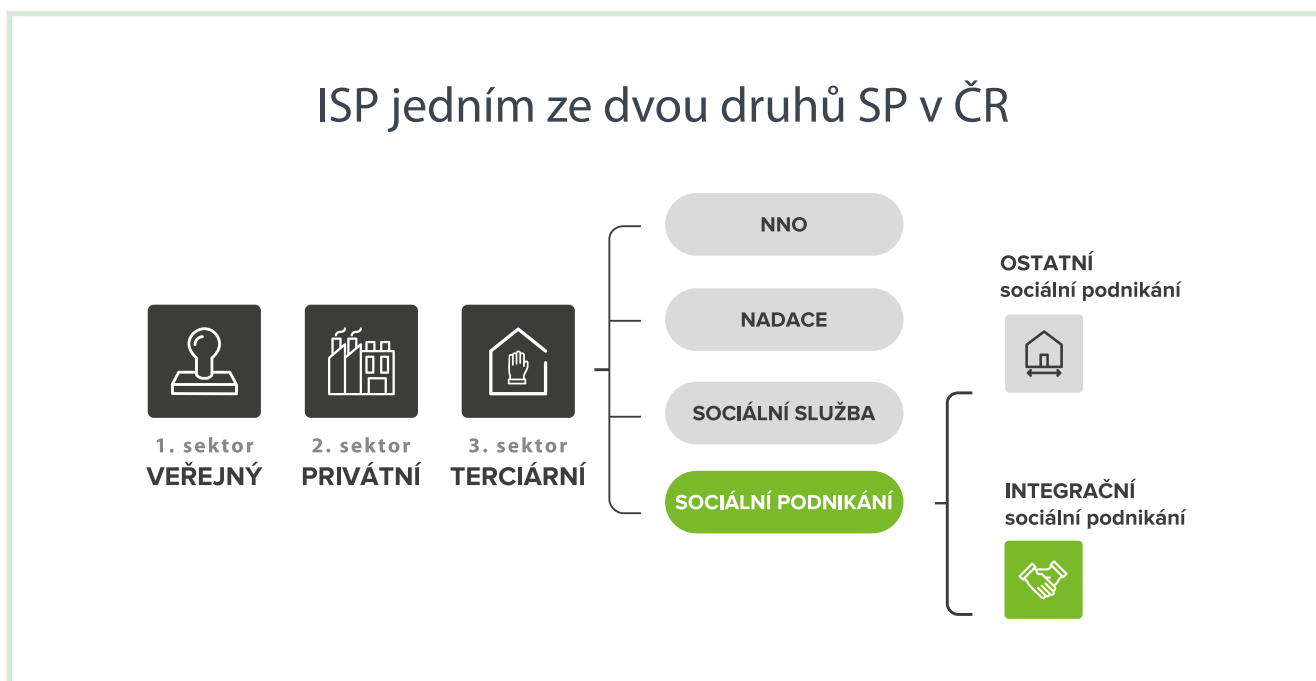 ISP jedním ze dvou druhů SP v ČR
1. sektor
VEŘEJNÝ
2. sektor
PRIVÁTNÍ
3. sektor
TERCIÁRNÍ
NNO
NADACE
SOCIÁLNÍ SLUŽBA
SOCIÁLNÍ PODNIKÁNÍ
OSTATNÍ
sociální podnikání
INTEGRAČNÍ
sociální podnikání